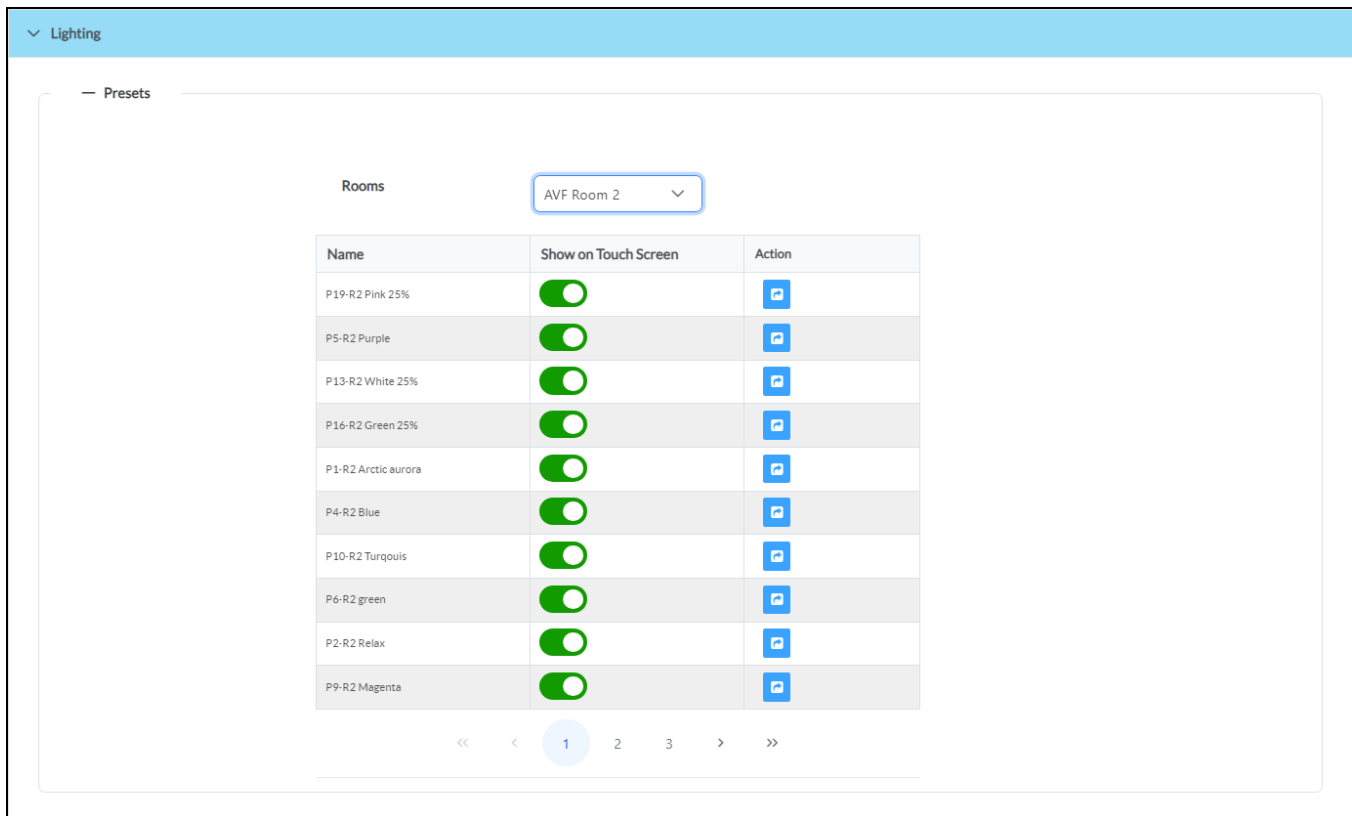 Lighting
Presets
Rooms
AVF Room 2
Name Show on Touch Screen Action
P19-R2 Pink 25%
P5-R2 Purple
P13-R2 White 25%
P16-R2 Green 25%
P1-R2 Arctic aurora
P4-R2 Blue
P10-R2 Turqouis
P6-R2 green
P2-R2 Relax
P9-R2 Magenta
1 2 3